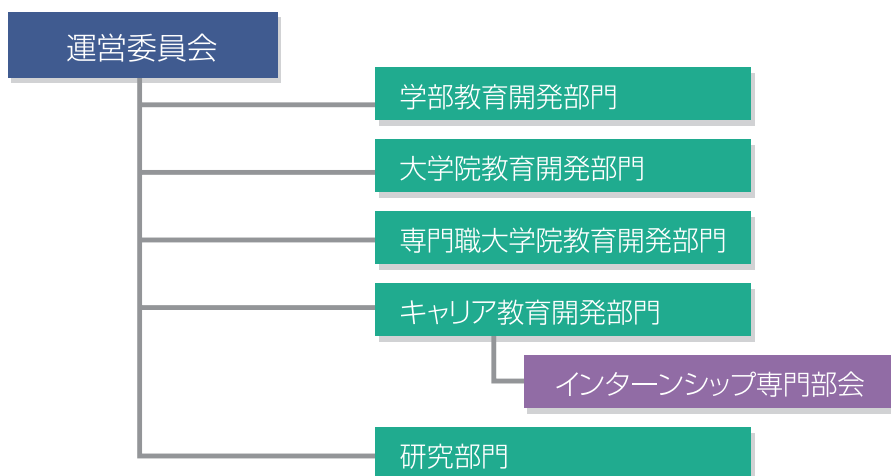 運営委員会
学部教育開発部門
大学院教育開発部門
専門職大学院教育開発部門
キャリア教育開発部門
インターンシップ専門部会
研究部門